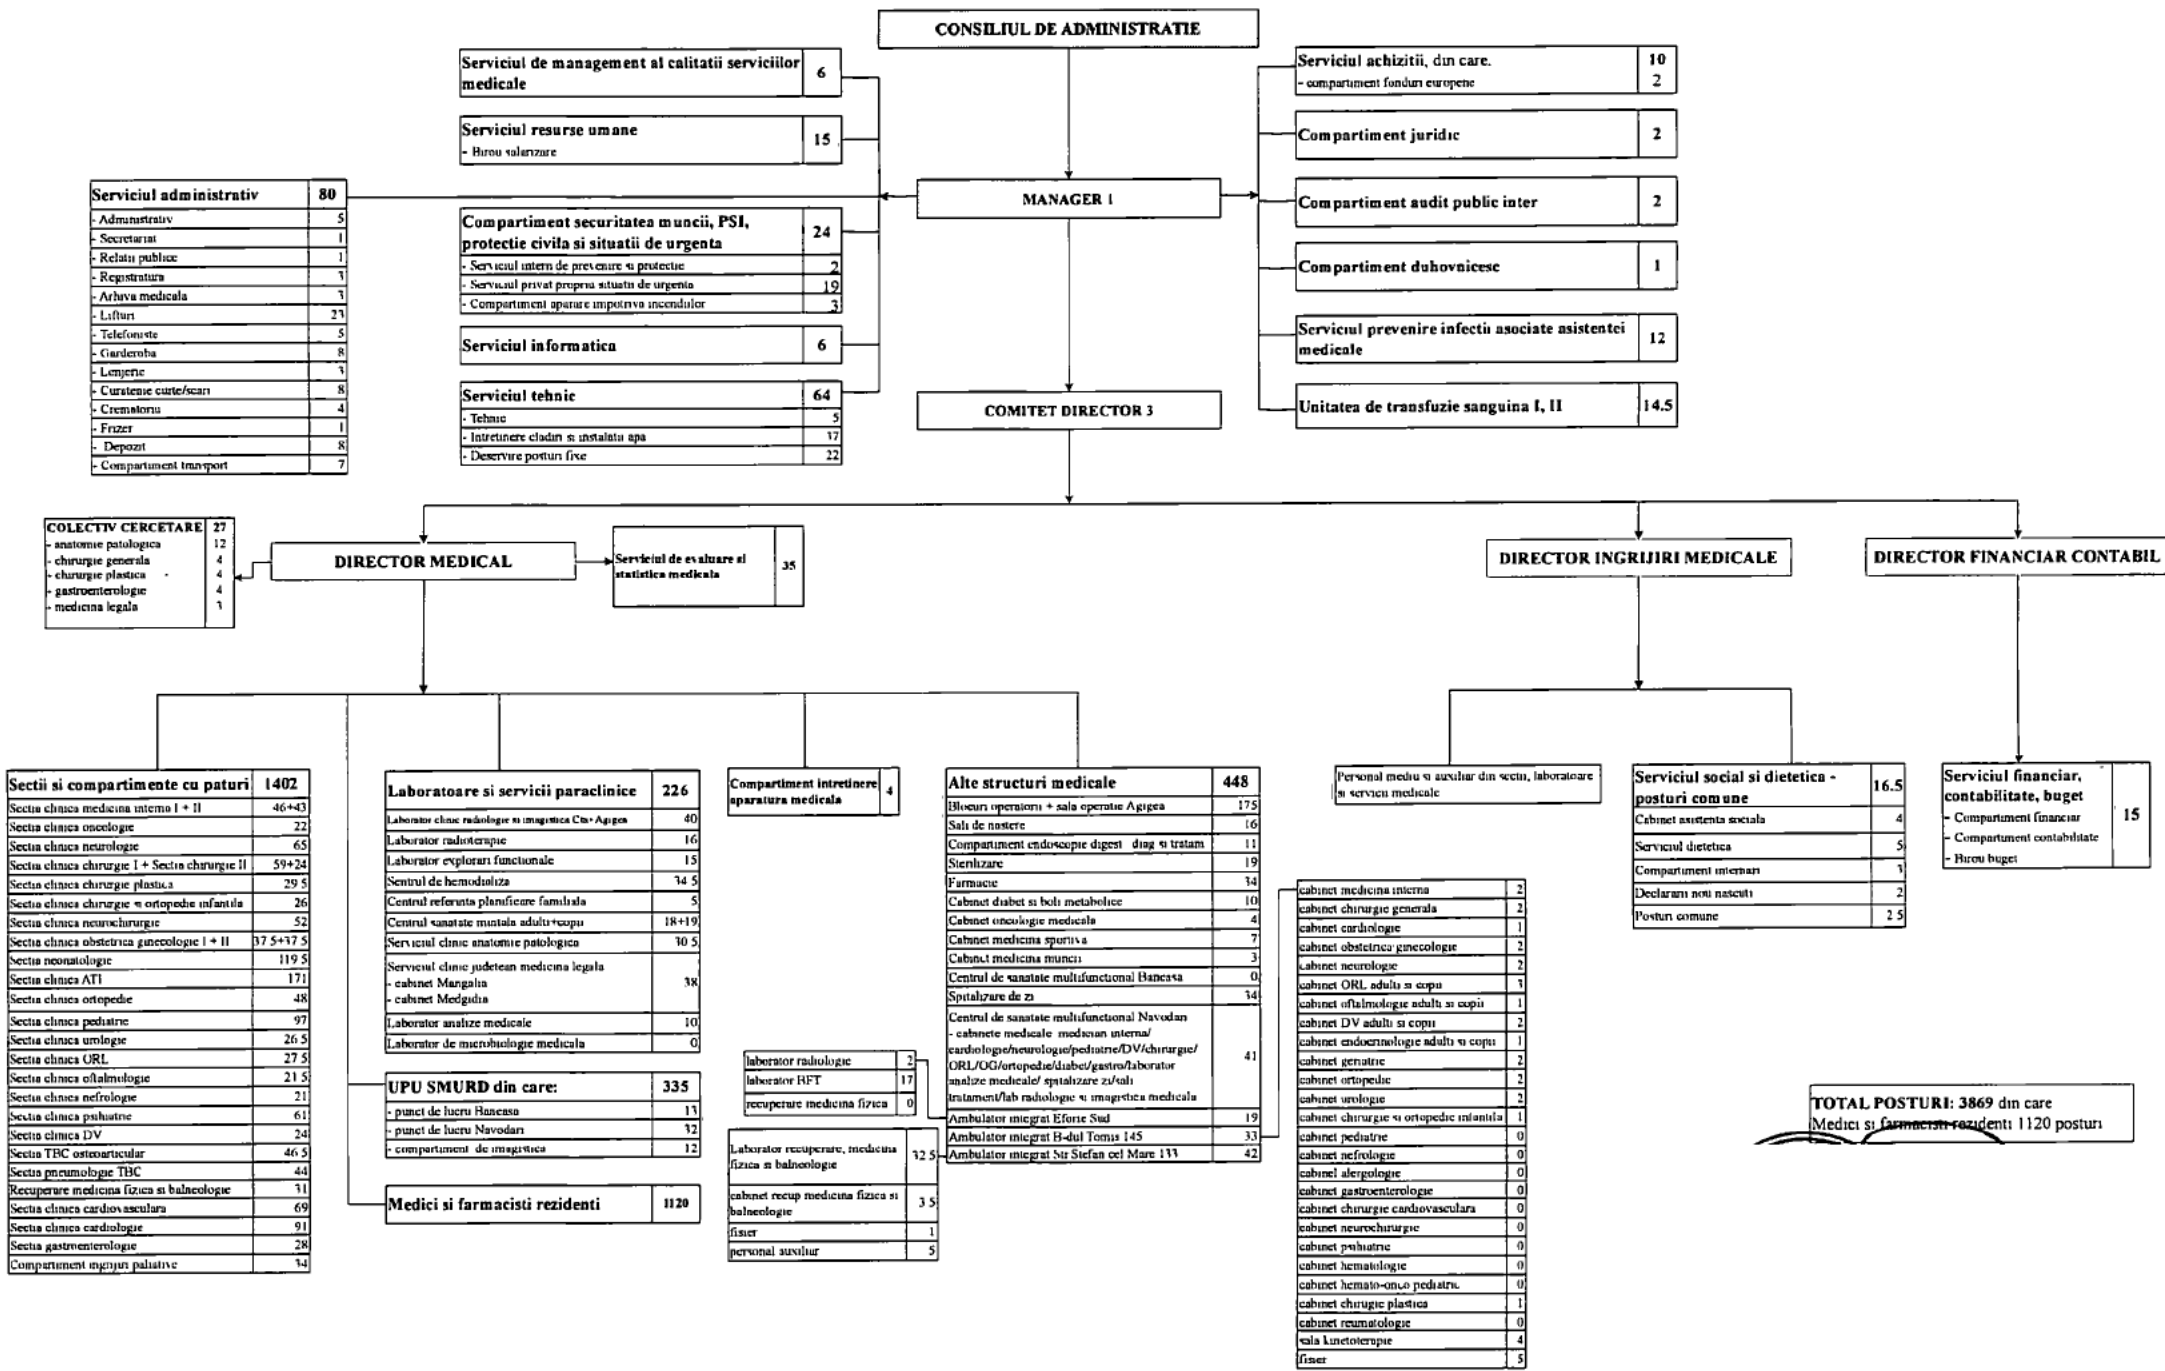 CONSILIUL DE ADMINISTRATIE
Serviciul de management al calitatii serviciilor medicale 6
Serviciul resurse umane 15
- Birou salarizare
Serviciul achizitii, din care. 10
- compartiment fonduri europene 2
Compartiment juridic 2
Compartiment audit public inter 2
Compartiment duhovnicesc 1
Serviciul prevenire infectii asociate asistentei medicale 12
Unitatea de transfuzie sanguina I, II 14.5
MANAGER 1
Serviciul administrativ 80
- Administrativ 5
- Secretariat 1
- Relatii publice 1
- Registratura 3
- Arhiva medicala 3
- Lifturi 23
- Telefoniste 5
- Garderoba 8
- Lenjerie 3
- Curatenie curte/scari 8
- Crematoriu 4
- Frizer 1
- Depozit 8
- Compartiment transport 7
Compartiment securitatea muncii, PSI,
protectie civila si situatii de urgenta 24
- Serviciul intern de prevenire si protectie 2
- Serviciul privat propriu situatii de urgenta 19
- Compartiment aparare impotriva incendiilor 3
Serviciul informatica 6
Serviciul tehnic 64
- Tehnic 5
- Intretinere cladiri si instalatii apa 37
- Deservire posturi fixe 22
COMITET DIRECTOR 3
COLECTIV CERCETARE 27
- anatomie patologica 12
- chirurgie generala 4
- chirurgie plastica 4
- gastroenterologie 4
- medicina legala 3
DIRECTOR MEDICAL
Serviciul de evaluare si
statistica medicala 35
DIRECTOR INGRIJIRI MEDICALE
DIRECTOR FINANCIAR CONTABIL
Sectii si compartimente cu paturi 1402
Sectia clinica medicina interna I + II 46+43
Sectia clinica oncologie 22
Sectia clinica neurologie 65
Sectia clinica chirurgie I + Sectia chirurgie II 59+24
Sectia clinica chirurgie plastica 29 5
Sectia clinica chirurgie si ortopedie infantila 26
Sectia clinica neurochirurgie 52
Sectia clinica obstetrica ginecologie I + II 37 5+37 5
Sectia neonatologie 119 5
Sectia clinica ATI 171
Sectia clinica ortopedie 48
Sectia clinica pediatrie 97
Sectia clinica urologie 26 5
Sectia clinica ORL 27 5
Sectia clinica oftalmologie 21 5
Sectia clinica nefrologie 21
Sectia clinica psihiatrie 61
Sectia clinica DV 24
Sectia TBC osteoarticular 46 5
Sectia pneumologie TBC 44
Recuperare medicina fizica si balneologie 31
Sectia clinica cardiovasculara 69
Sectia clinica cardiologie 91
Sectia gastroenterologie 28
Compartiment ingrijiri paliative 34
Laboratoare si servicii paraclinice 226
Laborator clinic radiologie si imagistica Cta+Agigea 40
Laborator radioterapie 16
Laborator explorari functionale 15
Sentrul de hemodializa 34 5
Centrul referinta planificare familiala 5
Centrul sanatate mintala adulti+copii 18+19
Serviciul clinic anatomie patologica 30 5
Serviciul clinic judetean medicina legala
- cabinet Mangalia 38
- cabinet Medgidia
Laborator analize medicale 10
Laborator de microbiologie medicala 0
UPU SMURD din care: 335
- punct de lucru Baneasa 13
- punct de lucru Navodari 32
- compartiment de imagistica 12
Medici si farmacisti rezidenti 1120
Compartiment intretinere
aparatura medicala 4
Alte structuri medicale 448
Blocuri operatorii + sala operatie Agigea 175
Sali de nastere 16
Compartiment endoscopie digest diag si tratam 11
Sterilizare 19
Farmacie 34
Cabinet diabet si boli metabolice 10
Cabinet oncologie medicala 4
Cabinet medicina sportiva 7
Cabinet medicina muncii 3
Centrul de sanatate multifunctional Baneasa 0
Spitalizare de zi 34
Centrul de sanatate multifunctional Navodari
- cabinete medicale medician interna/
cardiologie/neurologie/pediatrie/DV/chirurgie/
ORL/OG/ortopedie/diabet/gastro/laborator 41
analize medicale/ spitalizare zi/sali
tratament/lab radiologie si imagistica medicala
Ambulator integrat Eforie Sud 19
Ambulator integrat B-dul Tomis 145 33
Ambulator integrat Str Stefan cel Mare 133 42
laborator radiologie 2
laborator BFT 17
recuperare medicina fizica 0
Laborator recuperare, medicina
fizica si balneologie 32 5
cabinet recup medicina fizica si
balneologie 3 5
fisier 1
personal auxiliar 5
cabinet medicina interna 2
cabinet chirurgie generala 2
cabinet cardiologie 1
cabinet obstetrica ginecologie 2
cabinet neurologie 2
cabinet ORL adulti si copii 3
cabinet oftalmologie adulti si copii 1
cabinet DV adulti si copii 2
cabinet endocrinologie adulti si copii 1
cabinet geriatrie 2
cabinet ortopedie 2
cabinet urologie 2
cabinet chirurgie si ortopedie infantila 1
cabinet pediatrie 0
cabinet nefrologie 0
cabinet alergologie 0
cabinet gastroenterologie 0
cabinet chirurgie cardiovasculara 0
cabinet neurochirurgie 0
cabinet psihiatrie 0
cabinet hematologie 0
cabinet hemato-onco pediatric 0
cabinet chirugie plastica 1
cabinet reumatologie 0
sala kinetoterapie 4
fisier 5
Personal mediu si auxiliar din sectii, laboratoare
si servicii medicale
Serviciul social si dietetica -
posturi comune 16.5
Cabinet asistenta sociala 4
Serviciul dietetica 5
Compartiment internari 3
Declarani nou nascuti 2
Posturi comune 2 5
Serviciul financiar,
contabilitate, buget
- Compartiment financiar 15
- Compartiment contabilitate
- Birou buget
TOTAL POSTURI: 3869 din care
Medici si farmacisti rezidenti 1120 posturi